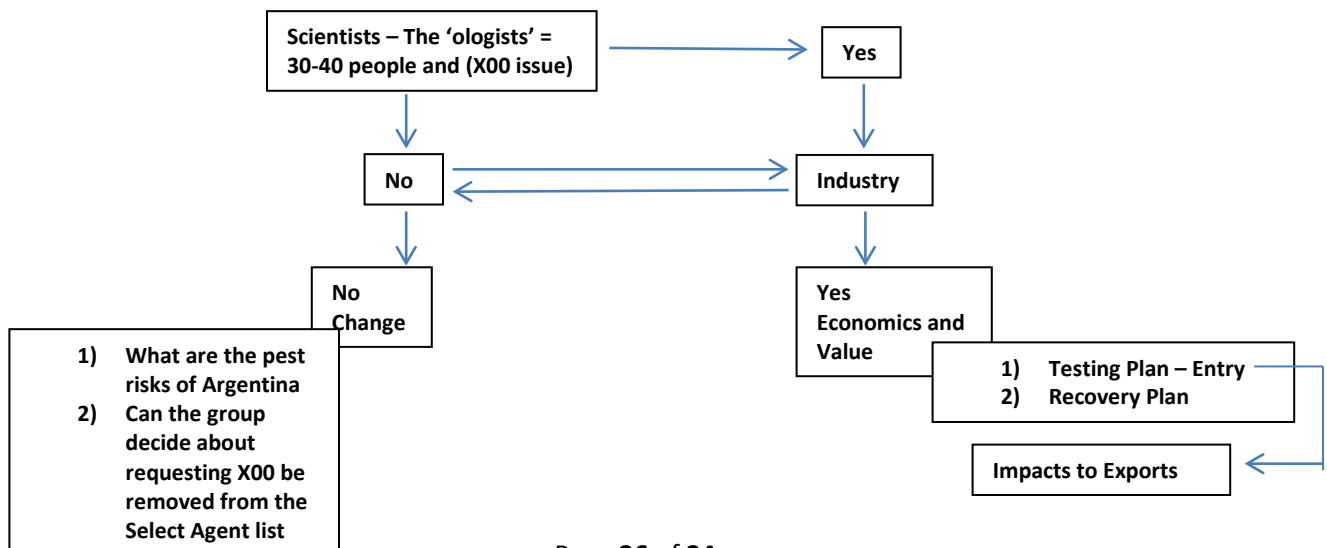 Scientists – The ‘ologists’ =
30-40 people and (X00 issue)
Yes
No
Industry
No
Change
Yes
Economics and
Value
1) What are the pest
risks of Argentina
2) Can the group
decide about
requesting X00 be
removed from the
Select Agent list
1) Testing Plan – Entry
2) Recovery Plan
Impacts to Exports